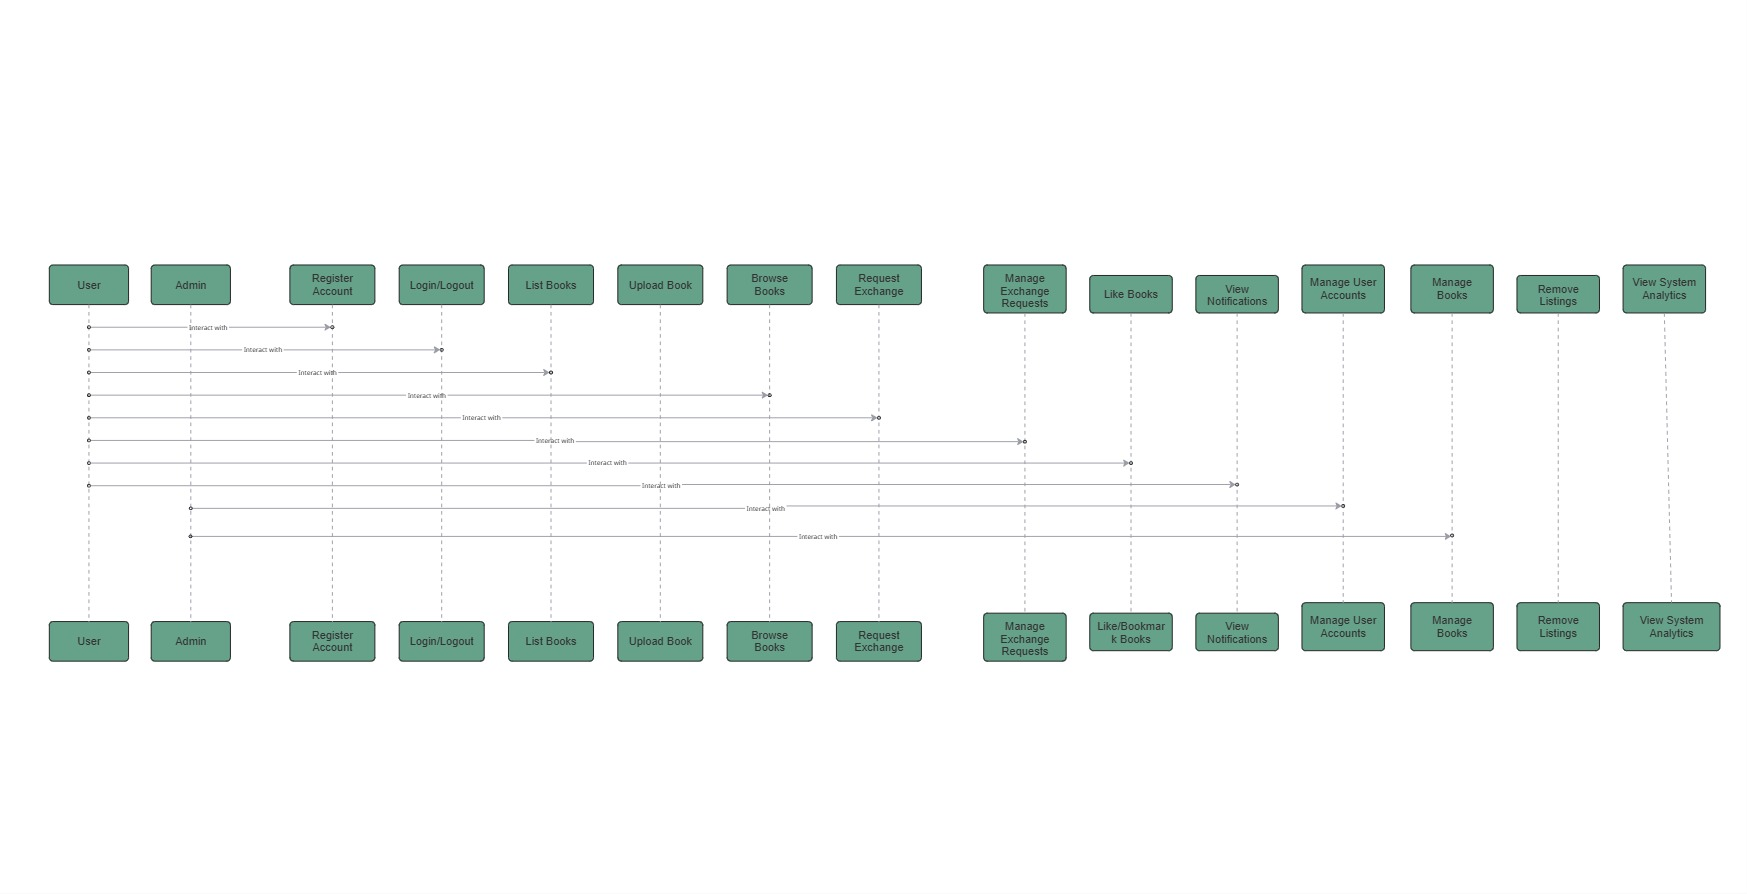 User
Admin
Register
Account
Login/Logout
List Books
Upload Book
Browse
Books
Request
Exchange
Manage
Exchange
Requests
Like Books
View
Notifications
Manage User
Accounts
Manage
Books
Remove
Listings
View System
Analytics
Interact with
Interact with
Interact with
Interact with
Interact with
Interact with
Interact with
Interact with
Interact with
Interact with
User
Admin
Register
Account
Login/Logout
List Books
Upload Book
Browse
Books
Request
Exchange
Manage
Exchange
Requests
Like/Bookmar
k Books
View
Notifications
Manage User
Accounts
Manage
Books
Remove
Listings
View System
Analytics